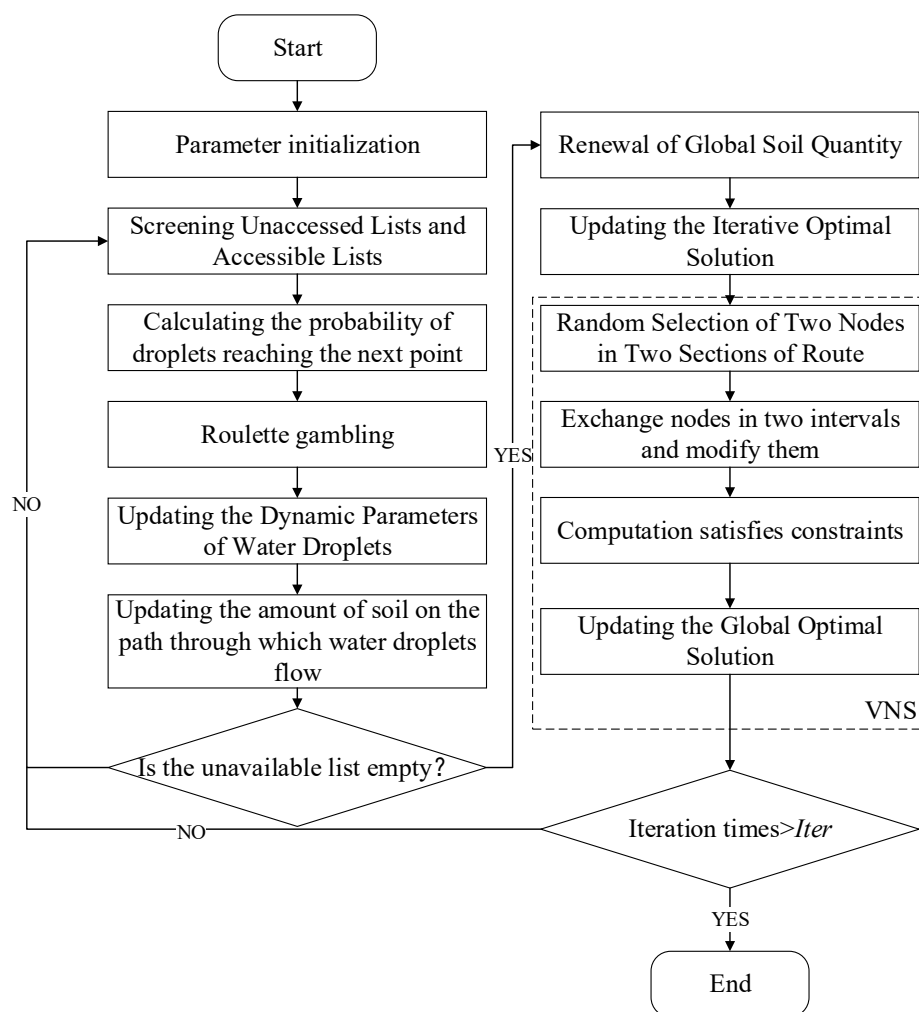 Start
Parameter initialization
Screening Unaccessed Lists and
Accessible Lists
Calculating the probability of
droplets reaching the next point
Roulette gambling
Updating the Dynamic Parameters
of Water Droplets
Updating the amount of soil on the
path through which water droplets
flow
Is the unavailable list empty?
NO
YES
Renewal of Global Soil Quantity
Updating the Iterative Optimal
Solution
Random Selection of Two Nodes
in Two Sections of Route
Exchange nodes in two intervals
and modify them
Computation satisfies constraints
Updating the Global Optimal
Solution
VNS
Iteration times>Iter
NO
YES
End